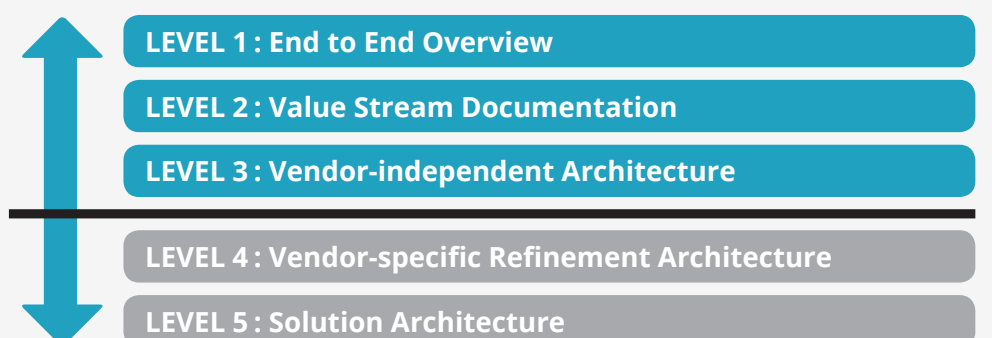 LEVEL 1 : End to End Overview
LEVEL 2 : Value Stream Documentation
LEVEL 3 : Vendor-independent Architecture
LEVEL 4 : Vendor-specific Refinement Architecture
LEVEL 5 : Solution Architecture